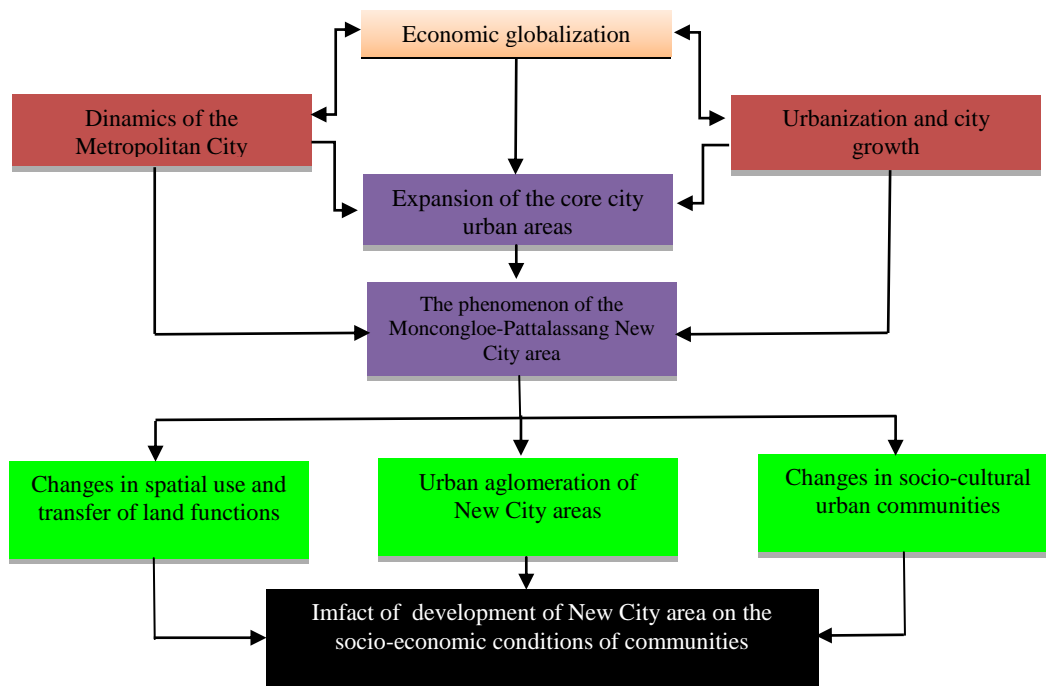 Economic globalization
Dinamics of the
Metropolitan City
Urbanization and city
growth
Expansion of the core city
urban areas
The phenomenon of the
Moncongloe-Pattalassang New
City area
Changes in spatial use and
transfer of land functions
Urban aglomeration of
New City areas
Changes in socio-cultural
urban communities
Imfact of development of New City area on the
socio-economic conditions of communities